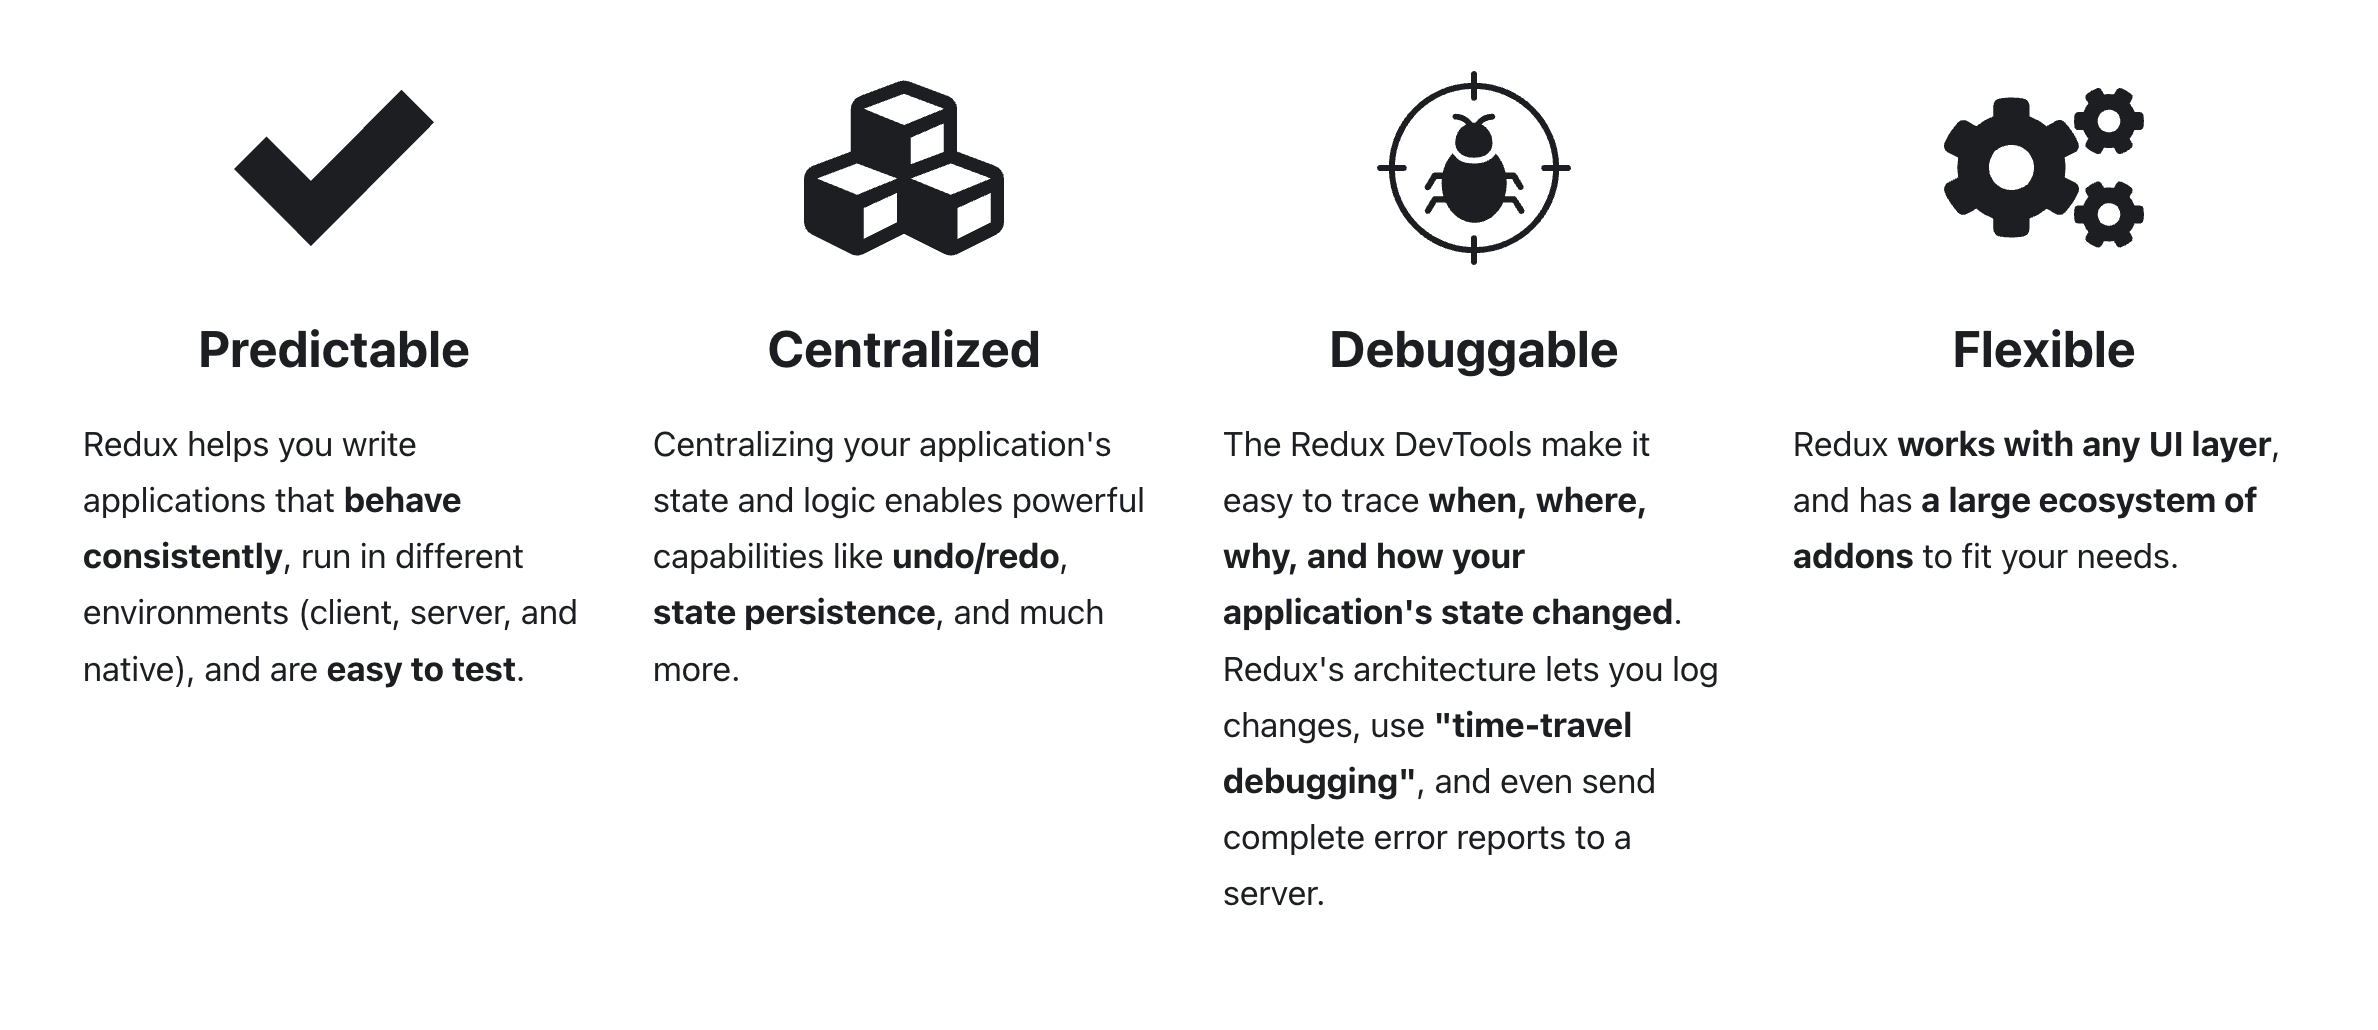 Predictable
Redux helps you write
applications that behave
consistently, run in different
environments (client, server, and
native), and are easy to test.
Centralized
Centralizing your application's
state and logic enables powerful
capabilities like undo/redo,
state persistence, and much
more.
Debuggable
The Redux DevTools make it
easy to trace when, where,
why, and how your
application's state changed.
Redux's architecture lets you log
changes, use "time-travel
debugging", and even send
complete error reports to a
server.
Flexible
Redux works with any UI layer,
and has a large ecosystem of
addons to fit your needs.